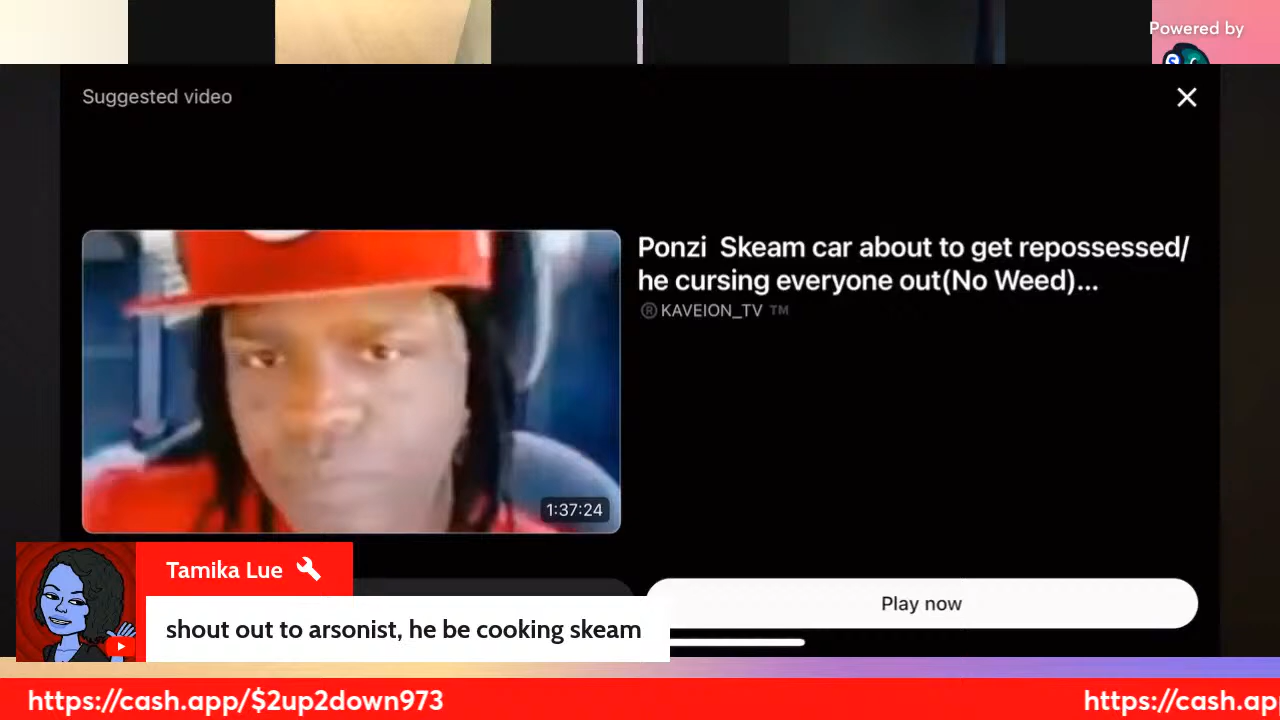 Powered by
Suggested video
Ponzi Skeam car about to get repossessed/
he cursing everyone out(No Weed)...
® KAVEION_TV ™
1:37:24
Tamika Lue
shout out to arsonist, he be cooking skeam
Play now
https://cash.app/$2up2down973
https://cash.app